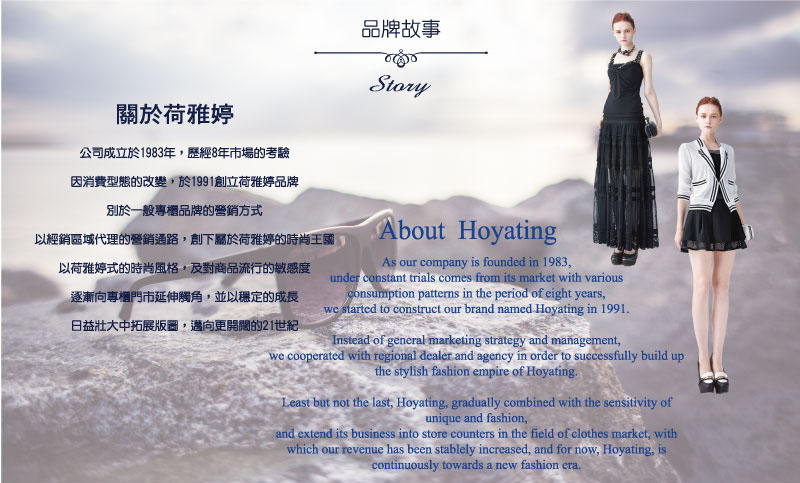 品牌故事
Story
關於荷雅婷
公司成立於1983年，歷經8年市場的考驗
因消費型態的改變，於1991創立荷雅婷品牌
別於一般專櫃品牌的營銷方式
以經銷區域代理的營銷通路，創下屬於荷雅婷的時尚王國
以荷雅婷式的時尚風格，及對商品流行的敏感度
逐漸向專櫃門市延伸觸角，並以穩定的成長
日益壯大中拓展版圖，邁向更開闊的21世紀
About Hoyating
As our company is founded in 1983,
under constant trials comes from its market with various
consumption patterns in the period of eight years,
we started to construct our brand named Hoyating in 1991.
Instead of general marketing strategy and management,
we cooperated with regional dealer and agency in order to successfully build up
the stylish fashion empire of Hoyating.
Least but not the last, Hoyating, gradually combined with the sensitivity of
unique and fashion,
and extend its business into store counters in the field of clothes market, with
which our revenue has been stablely increased, and for now, Hoyating, is
continuously towards a new fashion era.